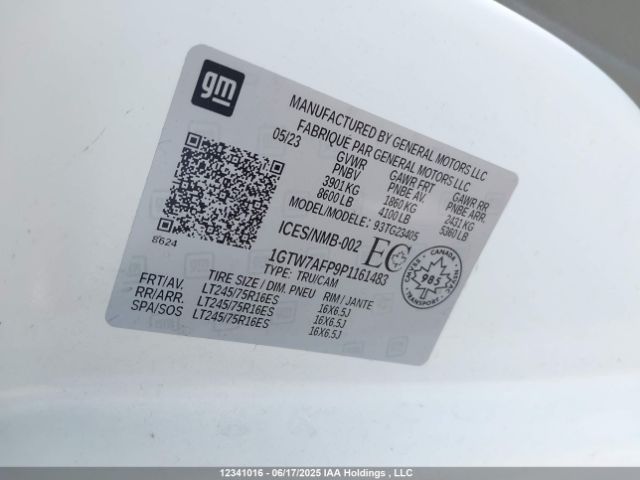 gm
MANUFACTURED BY GENERAL MOTORS LLC
FABRIQUE PAR GENERAL MOTORS LLC
05/23
GVWR GAWR FRT GAWR RR
PNBV PNBE AV. PNBE ARR.
3901 KG 1860 KG 2431 KG
8600 LB 4100 LB 5360 LB
MODEL/MODELE: 93TG23405
ICES/NMB-002 EC
8624
1GTW7AFP9P1161483
TYPE: TRU/CAM
CANADA
985
TRANSPORT
TIRE SIZE / DIM. PNEU RIM / JANTE
FRT/AV. LT245/75R16ES 16X6.5J
RR/ARR. LT245/75R16ES 16X6.5J
SPA/SOS LT245/75R16ES 16X6.5J
12341016 - 06/17/2025 IAA Holdings , LLC